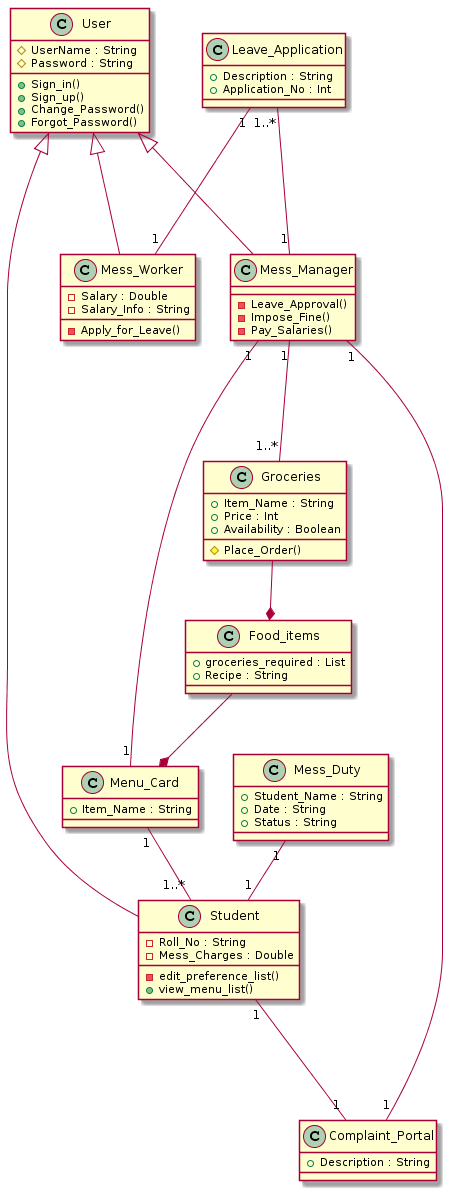 C User
UserName : String
Password : String
Sign_in()
Sign_up()
Change_Password()
Forgot_Password()
C Leave_Application
Description : String
Application_No : Int
1 1..*
1 1
C Mess_Worker
Salary : Double
Salary_Info : String
Apply_for_Leave()
C Mess_Manager
Leave_Approval()
Impose_Fine()
Pay_Salaries()
1 1 1
1..*
C Groceries
Item_Name : String
Price : Int
Availability : Boolean
Place_Order()
C Food_items
groceries_required : List
Recipe : String
1
C Menu_Card
Item_Name : String
C Mess_Duty
Student_Name : String
Date : String
Status : String
1 1
1..* 1
C Student
Roll_No : String
Mess_Charges : Double
edit_preference_list()
view_menu_list()
1
1 1
C Complaint_Portal
Description : String